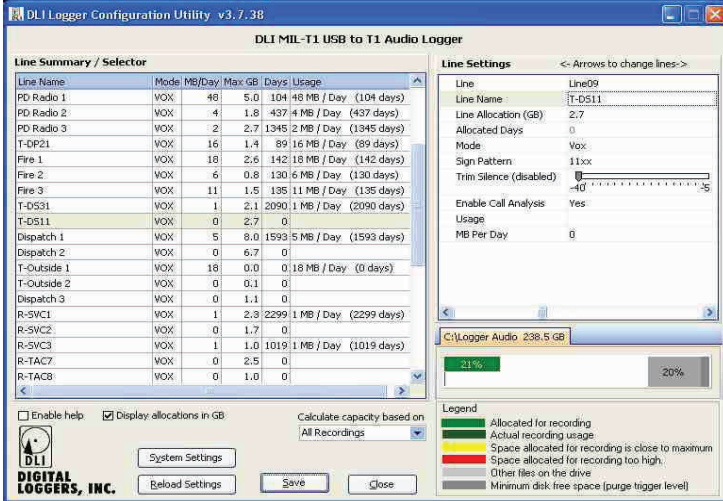 DLI Logger Configuration Utility v3.7.38
DLI MIL-T1 USB to T1 Audio Logger
Line Summary / Selector
Line Name Mode MB/Day Max GB Days Usage
PD Radio 1 VOX 48 5.0 104 48 MB / Day (104 days)
PD Radio 2 VOX 4 1.8 437 4 MB / Day (437 days)
PD Radio 3 VOX 2 2.7 1345 2 MB / Day (1345 days)
T-DP21 VOX 16 1.4 89 16 MB / Day (89 days)
Fire 1 VOX 18 2.6 142 18 MB / Day (142 days)
Fire 2 VOX 6 0.8 130 6 MB / Day (130 days)
Fire 3 VOX 11 1.5 135 11 MB / Day (135 days)
T-DS31 VOX 1 2.1 2090 1 MB / Day (2090 days)
T-DS11 VOX 0 2.7 0
Dispatch 1 VOX 5 8.0 1593 5 MB / Day (1593 days)
Dispatch 2 VOX 0 6.7 0
T-Outside 1 VOX 18 0.0 0 18 MB / Day (0 days)
T-Outside 2 VOX 0 0.1 0
Dispatch 3 VOX 0 1.1 0
R-SVC1 VOX 1 2.3 2299 1 MB / Day (2299 days)
R-SVC2 VOX 0 1.7 0
R-SVC3 VOX 1 1.0 1019 1 MB / Day (1019 days)
R-TAC7 VOX 0 2.5 0
R-TAC8 VOX 0 1.0 0
Enable help Display allocations in GB
Calculate capacity based on
All Recordings
DLI
DIGITAL
LOGGERS, INC.
System Settings
Reload Settings Save Close
Line Settings <- Arrows to change lines->
Line Line09
Line Name T-DS11
Line Allocation (GB) 2.7
Allocated Days 0
Mode Vox
Sign Pattern 11xx
Trim Silence (disabled)
-40 -5
Enable Call Analysis Yes
Usage
MB Per Day 0
C:\Logger Audio 238.5 GB
21% 20%
Legend
Allocated for recording
Actual recording usage
Space allocated for recording is close to maximum
Space allocated for recording too high.
Other files on the drive
Minimum disk free space (purge trigger level)